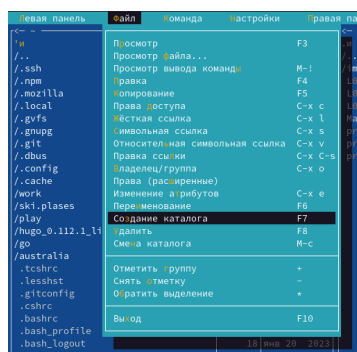 Левая панель Файл Команда Настройки Правая па
<— ~
'и
/..
/.ssh
/.npm
/.mozilla
/.local
/.gvfs
/.gnupg
/.git
/.dbus
/.config
/.cache
/work
/ski.plases
/play
/hugo_0.112.1_li
/go
/australia
.tcshrc
.lesshst
.gitconfig
.cshrc
.bashrc
.bash_profile
.bash_logout
Просмотр F3
Просмотр файла...
Просмотр вывода команды M-!
Правка F4
Копирование F5
Права доступа C-x c
Жёсткая ссылка C-x l
Символьная ссылка C-x s
Относительная символьная ссылка C-x v
Правка ссылки C-x C-s
Владелец/группа C-x o
Права (расширенные)
Изменение атрибутов C-x e
Переименование F6
Создание каталога F7
Удалить F8
Смена каталога M-c
Отметить группу +
Снять отметку -
Обратить выделение *
Выход F10
18 янв 20 2023